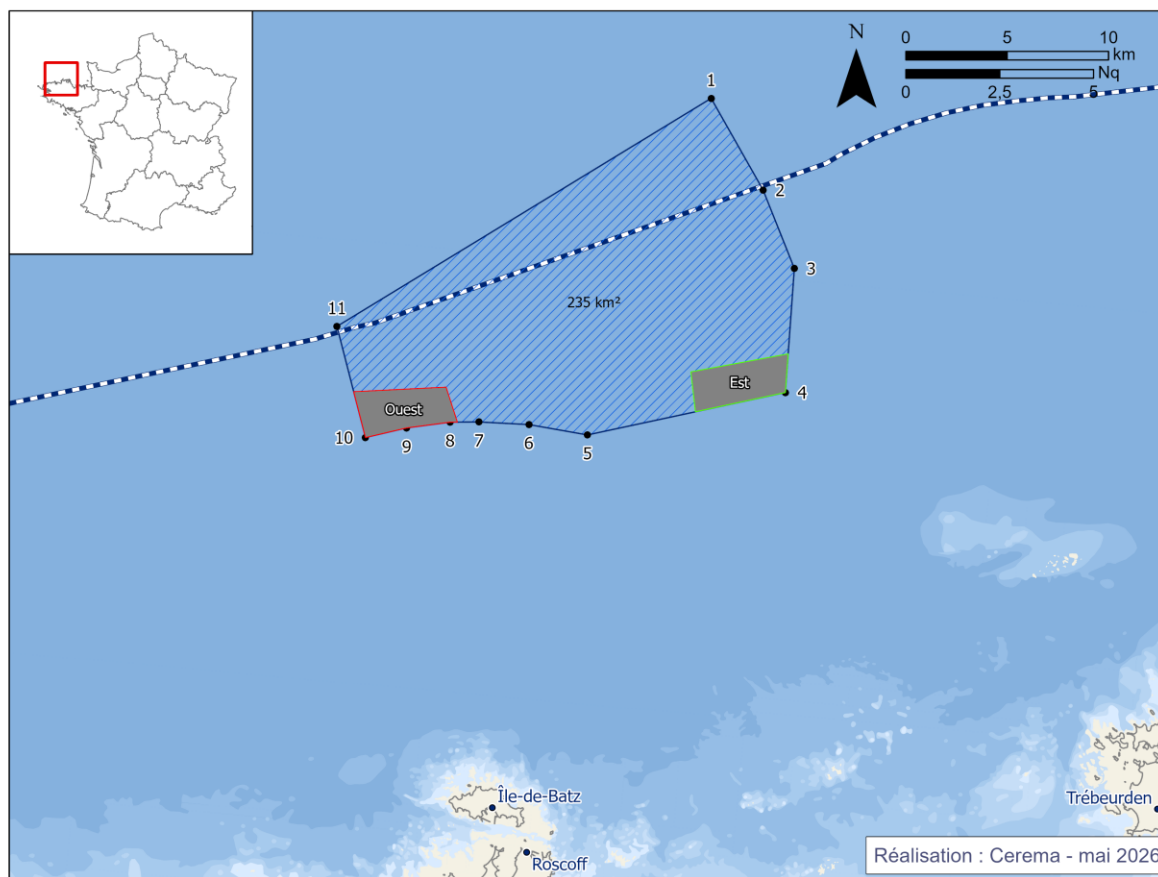 N
0 5 10
km
Nq
0 2,5 5
1
2
3
235 km²
11
Est
4
Ouest
10
9
8
7
6
5
Île-de-Batz
Trébeurden
Roscoff
Réalisation : Cerema - mai 2026